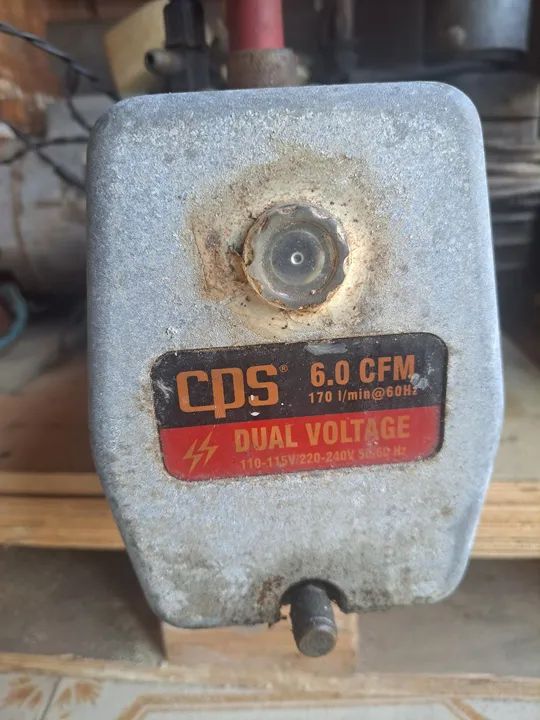 CPS® 6.0 CFM
170 l/min@60Hz
DUAL VOLTAGE
110-115V/220-240V 50-60 Hz